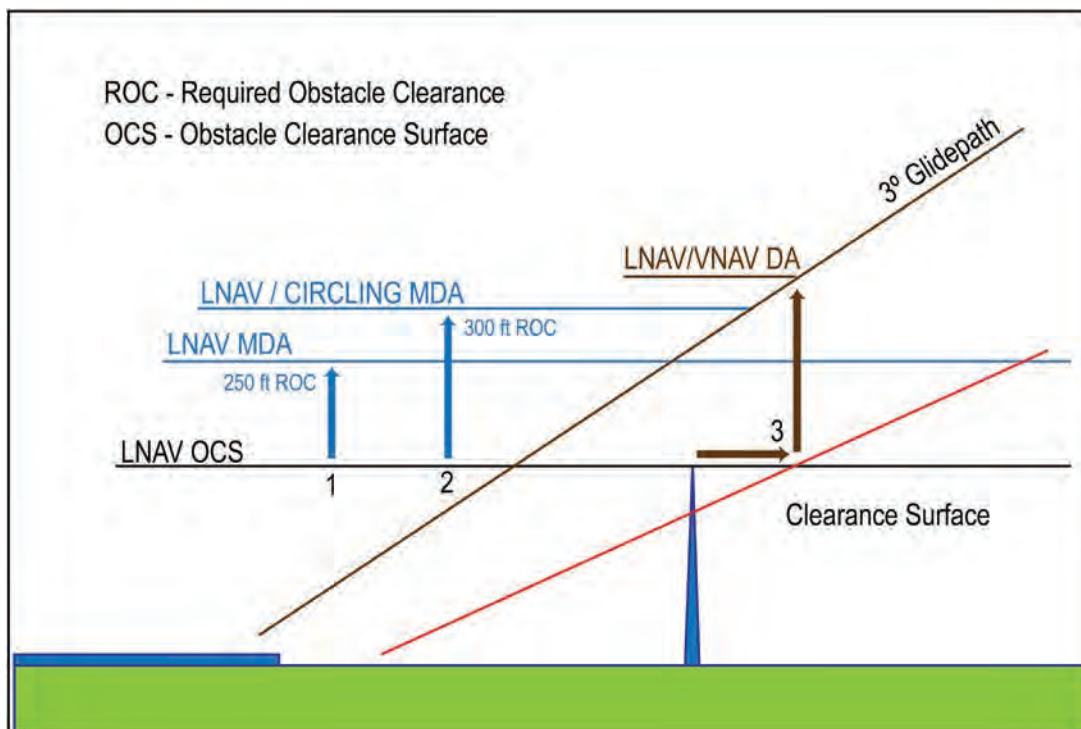 ROC - Required Obstacle Clearance
OCS - Obstacle Clearance Surface
3º Glidepath
LNAV/VNAV DA
LNAV / CIRCLING MDA
300 ft ROC
LNAV MDA
250 ft ROC
3
LNAV OCS
1
2
Clearance Surface